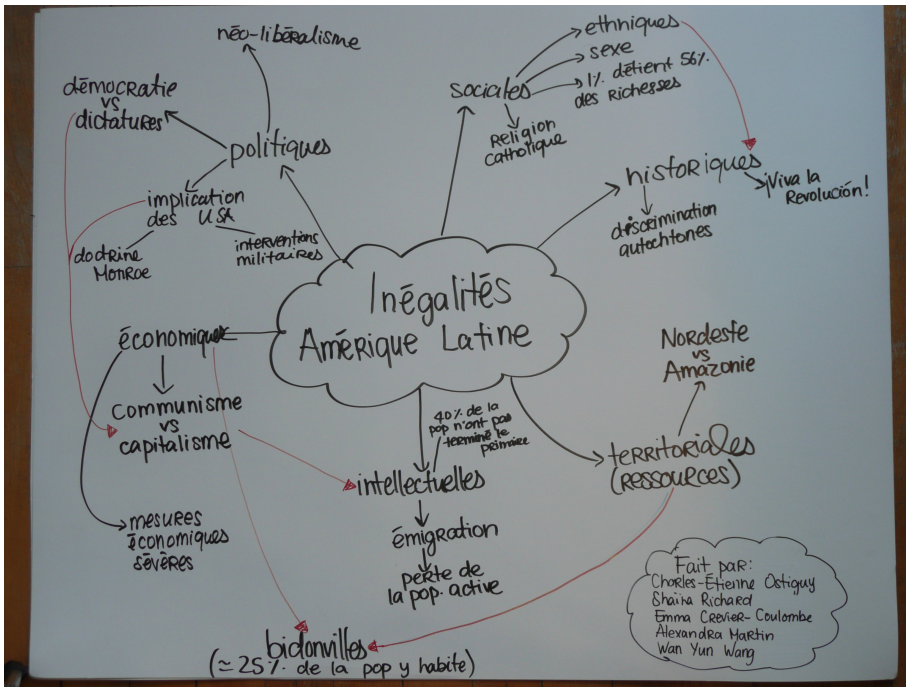 néo-libéralisme
démocratie
vs
dictatures
politiques
implication
des USA
doctrine
Monroe
interventions
militaires
sociales
ethniques
sexe
1% détient 56%
des richesses
religion
catholique
historiques
¡Viva la
Revolución!
discrimination
autochtones
Inégalités
Amérique Latine
économiques
communisme
vs
capitalisme
mesures
économiques
sévères
40% de la
pop n'ont pas
terminé le
primaire
intellectuelles
émigration
perte de
la pop. active
Nordeste
vs
Amazonie
territoriales
(ressources)
bidonvilles
(≃25% de la pop y habite)
Fait par:
Charles-Étienne Ostiguy
Shaina Richard
Emma Crevier-Coulombe
Alexandra Martin
Wan Yun Wang